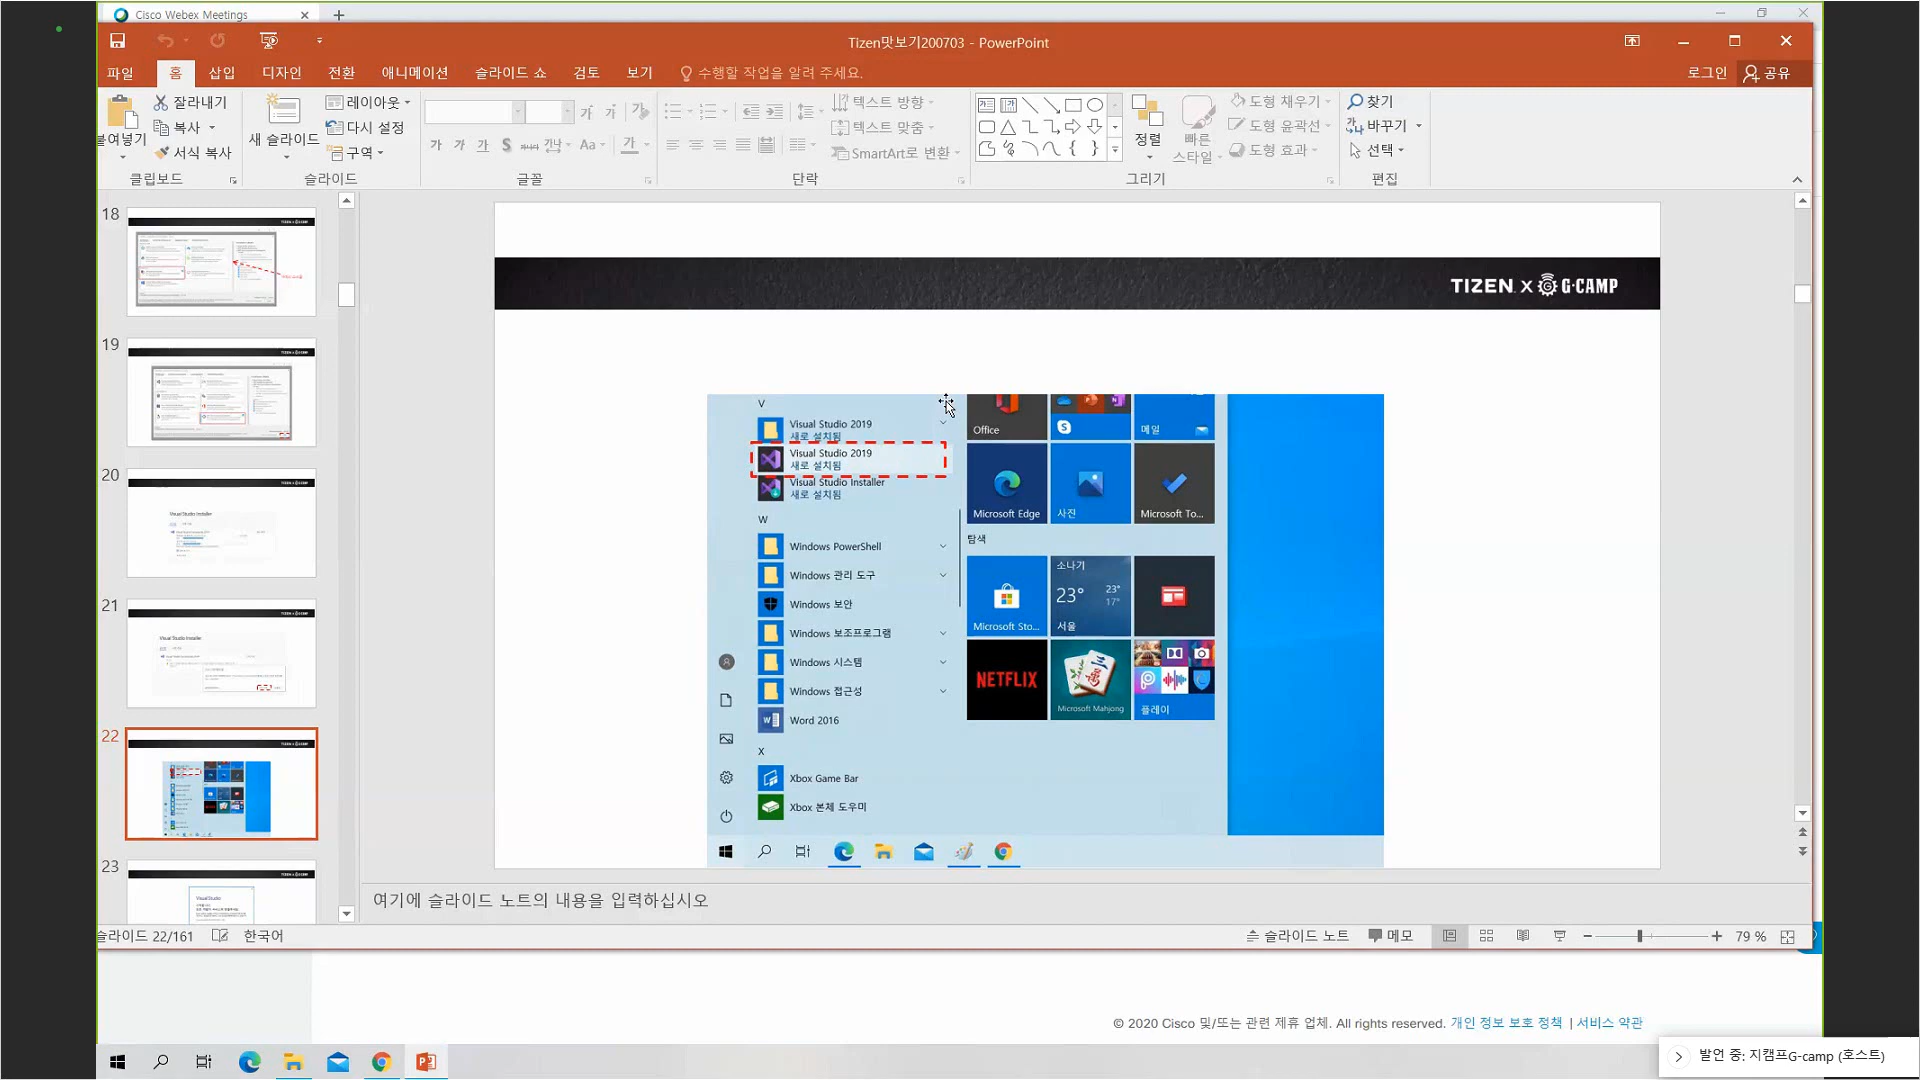 Cisco Webex Meetings
Tizen맛보기200703 - PowerPoint
파일 홈 삽입 디자인 전환 애니메이션 슬라이드 쇼 검토 보기 수행할 작업을 알려 주세요. 로그인 공유
붙여넣기
잘라내기
복사
서식 복사
클립보드
새 슬라이드
레이아웃
다시 설정
구역
슬라이드
글꼴
텍스트 방향
텍스트 맞춤
SmartArt로 변환
단락
정렬
빠른
스타일
도형 채우기
도형 윤곽선
도형 효과
그리기
찾기
바꾸기
선택
편집
18
19
20
Visual Studio Installer
21
Visual Studio Installer
22
23
Visual Studio
TIZEN X G·CAMP
V
Visual Studio 2019
새로 설치됨
Visual Studio 2019
새로 설치됨
Visual Studio Installer
새로 설치됨
W
Windows PowerShell
Windows 관리 도구
Windows 보안
Windows 보조프로그램
Windows 시스템
Windows 접근성
Word 2016
X
Xbox Game Bar
Xbox 본체 도우미
Office
메일
Microsoft Edge
사진
Microsoft To...
탐색
Microsoft Sto...
소나기
23° 23°
17°
서울
NETFLIX
Microsoft Mahjong
플레이
여기에 슬라이드 노트의 내용을 입력하십시오
슬라이드 22/161 한국어 슬라이드 노트 메모 79 %
© 2020 Cisco 및/또는 관련 제휴 업체. All rights reserved. 개인 정보 보호 정책 | 서비스 약관
발언 중: 지캠프G-camp (호스트)